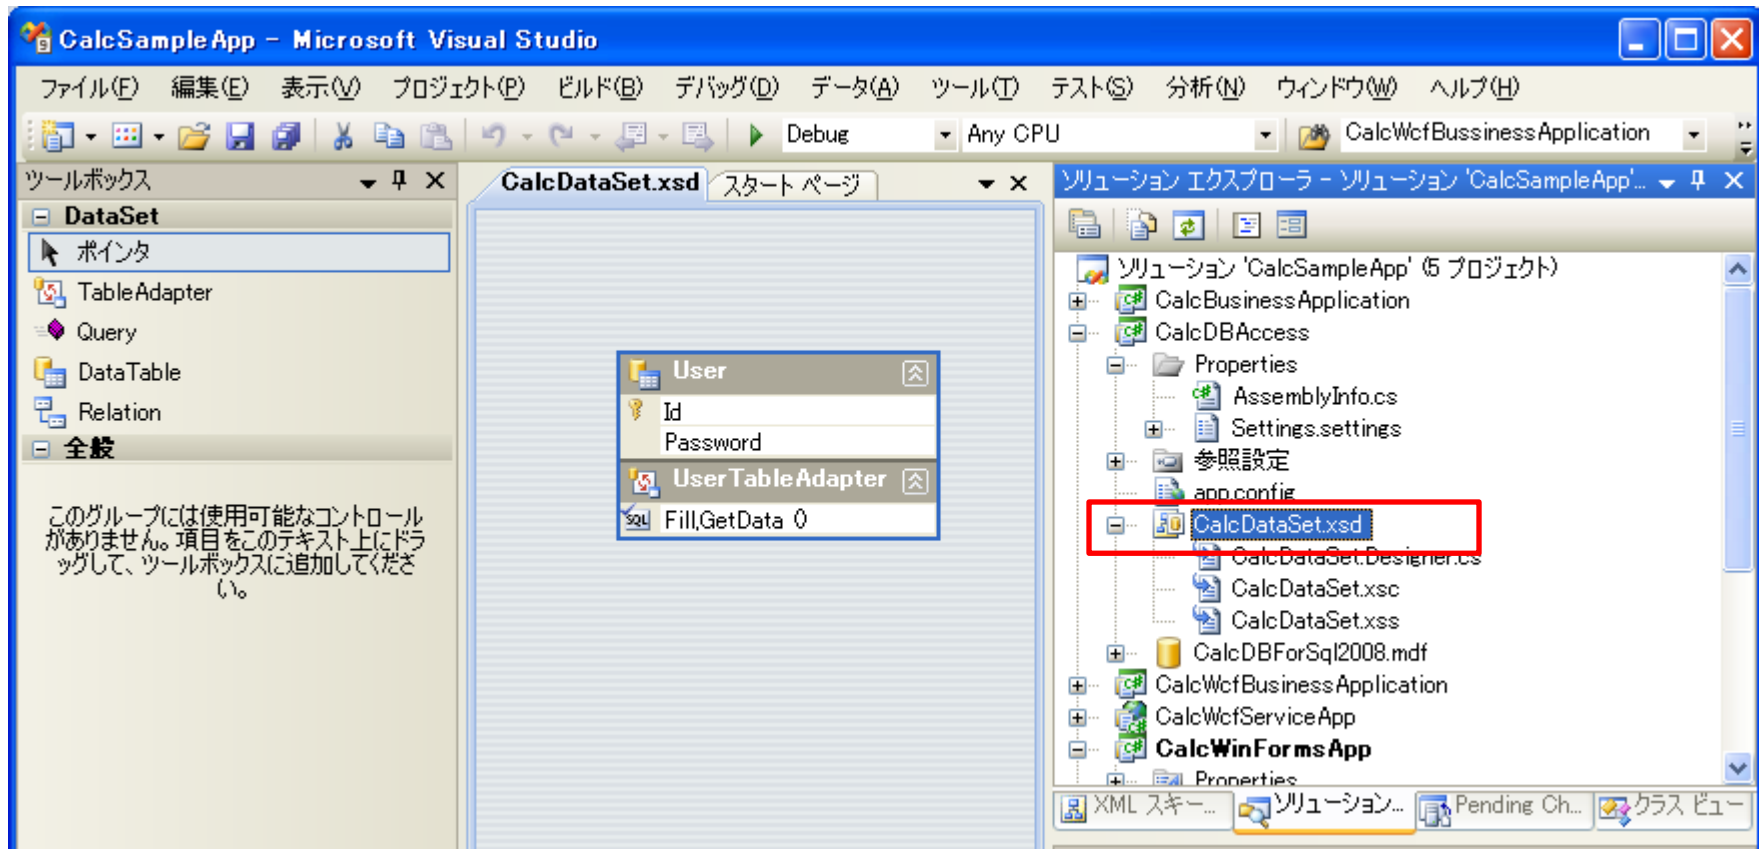 CalcSampleApp - Microsoft Visual Studio
ファイル(F) 編集(E) 表示(V) プロジェクト(P) ビルド(B) デバッグ(D) データ(A) ツール(T) テスト(S) 分析(N) ウィンドウ(W) ヘルプ(H)
Debug Any CPU CalcWcfBussinessApplication
ツールボックス
DataSet
ポインタ
TableAdapter
Query
DataTable
Relation
全般
このグループには使用可能なコントロール
がありません。項目をこのテキスト上にドラ
ッグして、ツールボックスに追加してくださ
い。
CalcDataSet.xsd スタート ページ
User
Id
Password
UserTableAdapter
Fill,GetData ()
ソリューション エクスプローラ - ソリューション 'CalcSampleApp'...
ソリューション 'CalcSampleApp' (5 プロジェクト)
CalcBusinessApplication
CalcDBAccess
Properties
AssemblyInfo.cs
Settings.settings
参照設定
app.config
CalcDataSet.xsd
CalcDataSet.Designer.cs
CalcDataSet.xsc
CalcDataSet.xss
CalcDBForSql2008.mdf
CalcWcfBusinessApplication
CalcWcfServiceApp
CalcWinFormsApp
Properties
XML スキー... ソリューション... Pending Ch... クラス ビュー